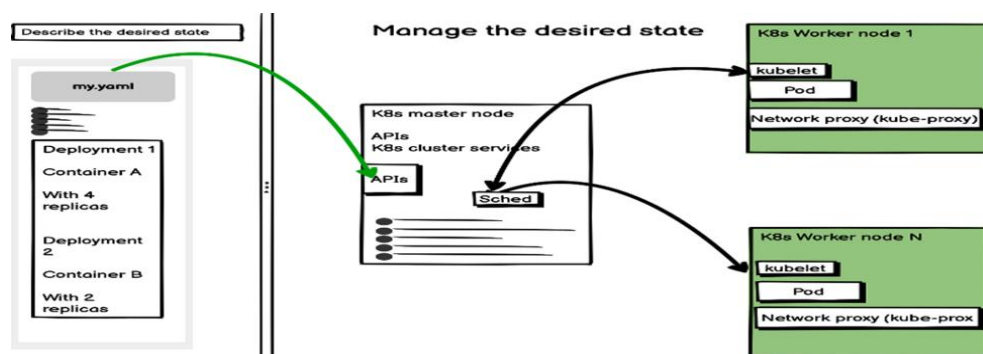 Describe the desired state
my.yaml
Deployment 1
Container A
With 4
replicas
Deployment
2
Container B
With 2
replicas
Manage the desired state
K8s master node
APIs
K8s cluster services
APIs
Sched
K8s Worker node 1
kubelet
Pod
Network proxy (kube-proxy)
K8s Worker node N
kubelet
Pod
Network proxy (kube-prox